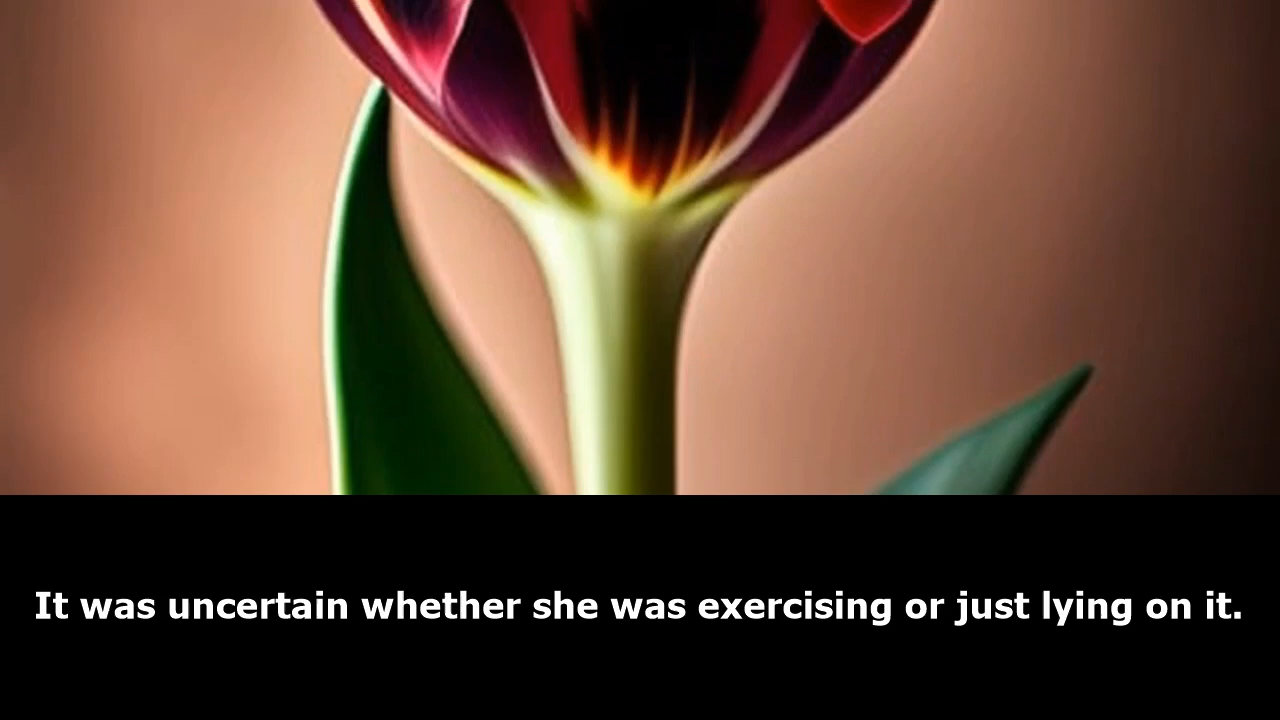 It was uncertain whether she was exercising or just lying on it.